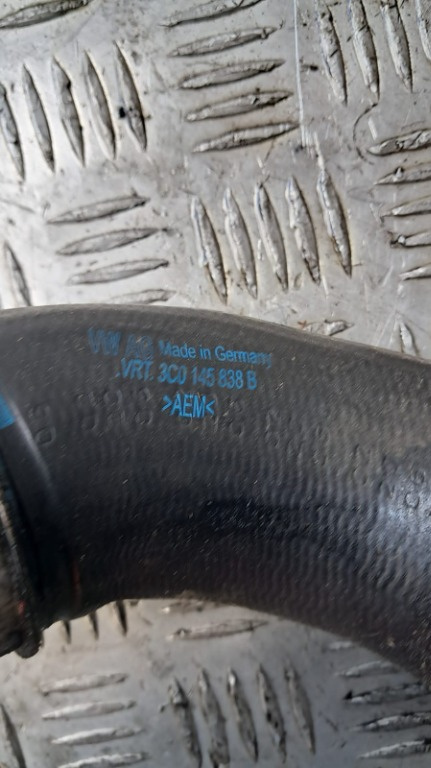 VW AG Made in Germany
VRT. 3C0 145 838 B
>AEM<